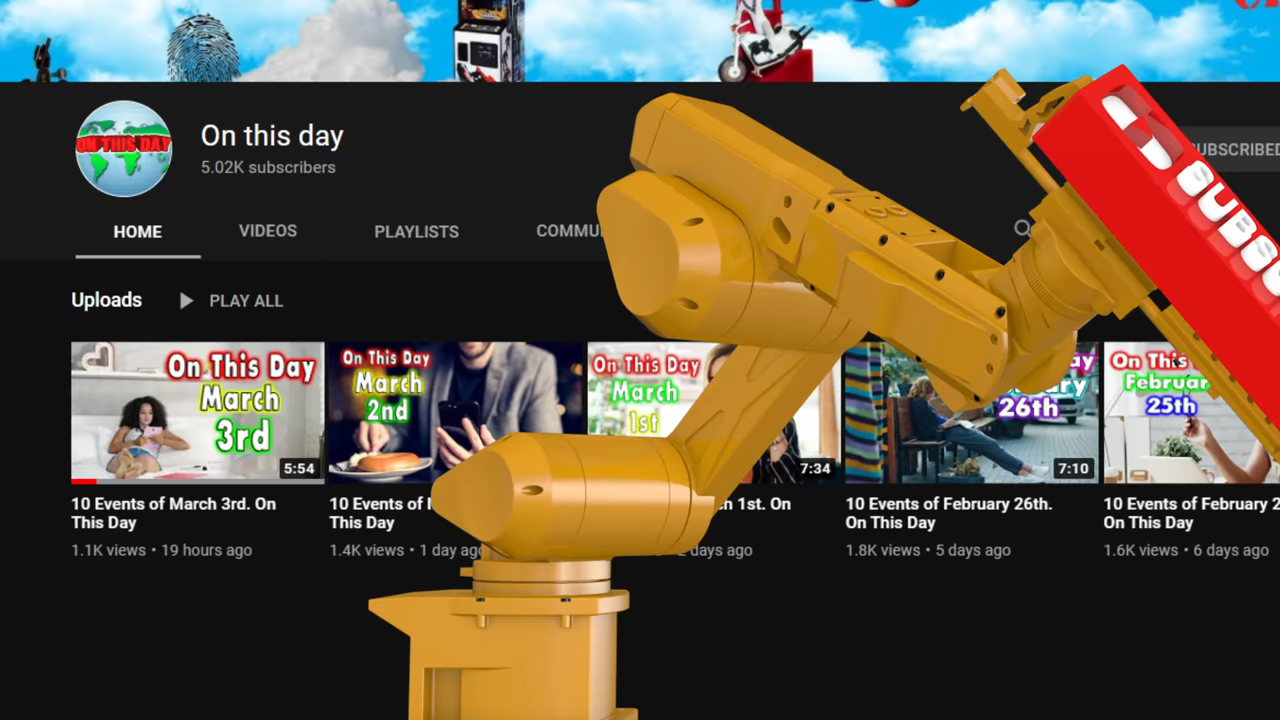 ON THIS DAY
On this day
5.02K subscribers
SUBSCRIBED
SUBSC
HOME
VIDEOS
PLAYLISTS
COMMU
Uploads
PLAY ALL
On This Day
March
3rd
5:54
On This Day
March
2nd
On This Day
March
1st
7:34
26th
7:10
On This
Februar
25th
10 Events of March 3rd. On
This Day
1.1K views • 19 hours ago
10 Events of
This Day
1.4K views • 1 day ago
1st. On
days ago
10 Events of February 26th.
On This Day
1.8K views • 5 days ago
10 Events of February 2
On This Day
1.6K views • 6 days ago